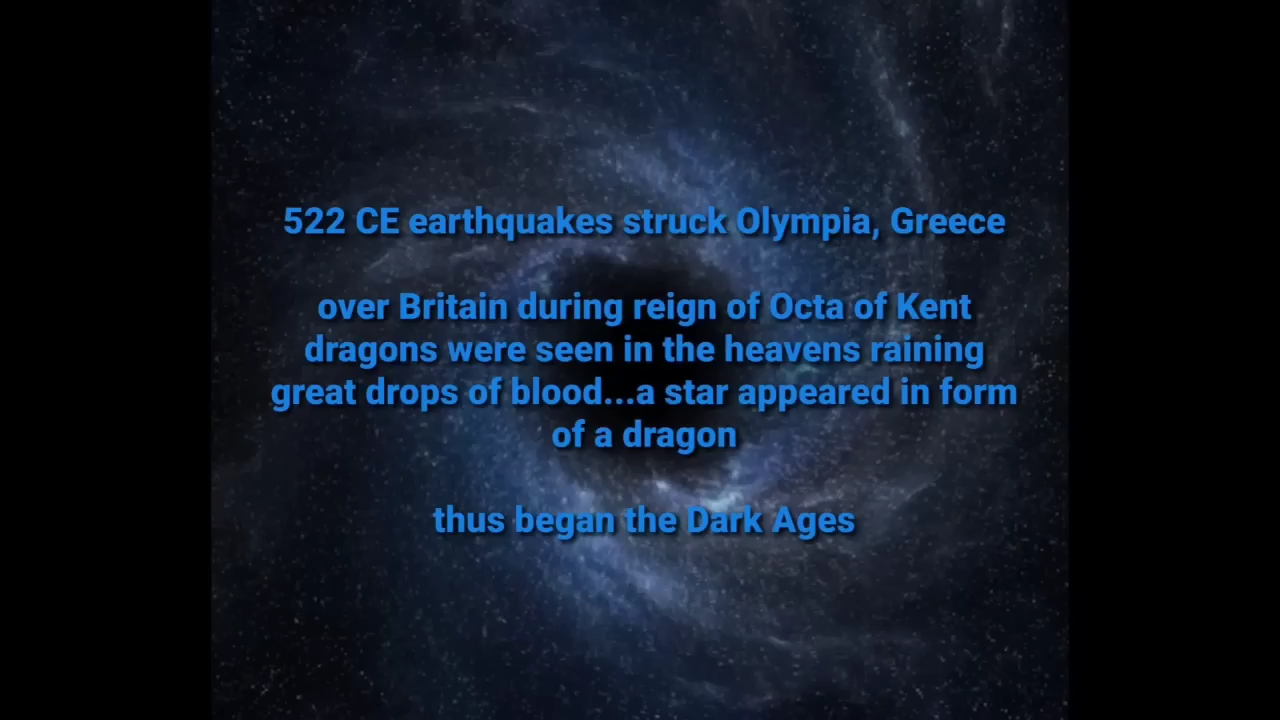 522 CE earthquakes struck Olympia, Greece
over Britain during reign of Octa of Kent
dragons were seen in the heavens raining
great drops of blood...a star appeared in form
of a dragon
thus began the Dark Ages